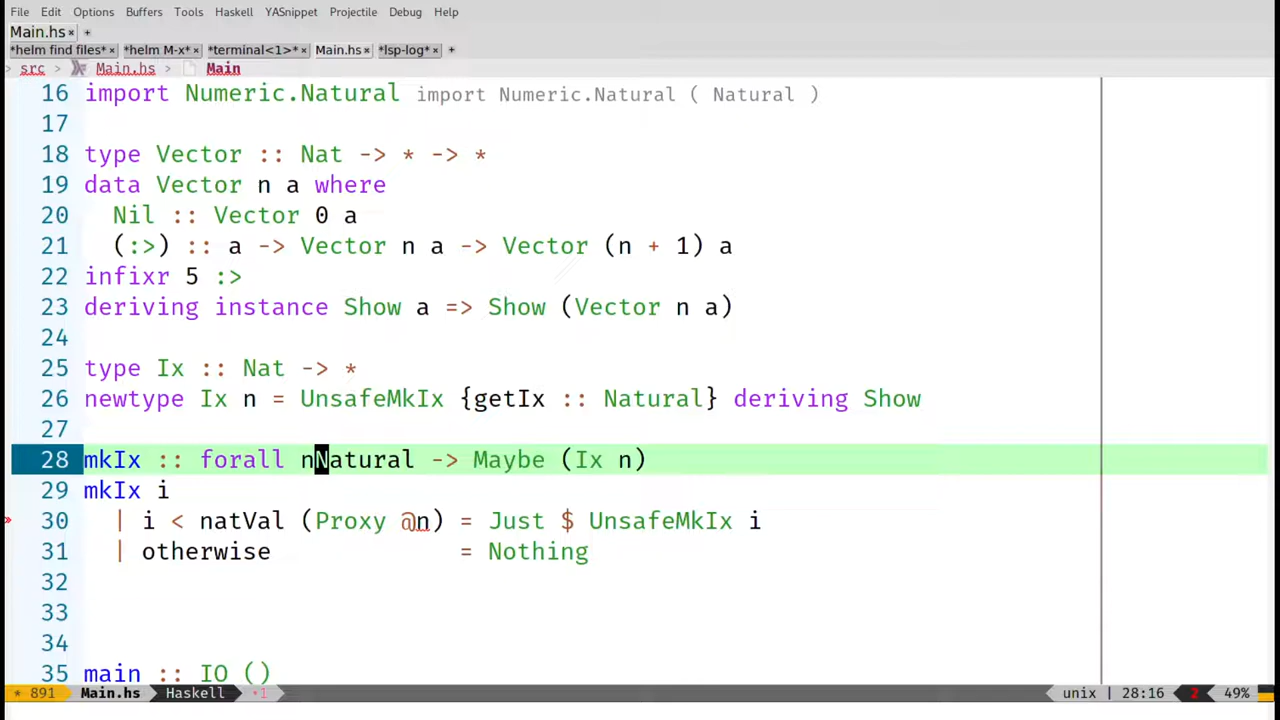 File Edit Options Buffers Tools Haskell YASnippet Projectile Debug Help
Main.hs × +
*helm find files* × *helm M-x* × *terminal<1>* × Main.hs × *lsp-log* × +
> src > Main.hs > Main
16 import Numeric.Natural import Numeric.Natural ( Natural )
17
18 type Vector :: Nat -> * -> *
19 data Vector n a where
20 Nil :: Vector 0 a
21 (:>) :: a -> Vector n a -> Vector (n + 1) a
22 infixr 5 :>
23 deriving instance Show a => Show (Vector n a)
24
25 type Ix :: Nat -> *
26 newtype Ix n = UnsafeMkIx {getIx :: Natural} deriving Show
27
28 mkIx :: forall nNatural -> Maybe (Ix n)
29 mkIx i
» 30 | i < natVal (Proxy @n) = Just $ UnsafeMkIx i
31 | otherwise = Nothing
32
33
34
35 main :: IO ()
* 891 Main.hs Haskell •1 unix | 28:16 2 49%